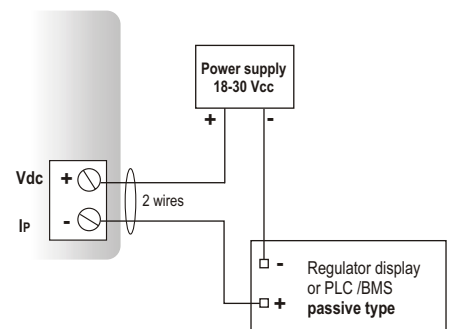 Power supply
18-30 Vcc
+ -
Vdc + 
2 wires
IP -
- Regulator display
or PLC /BMS
+ passive type